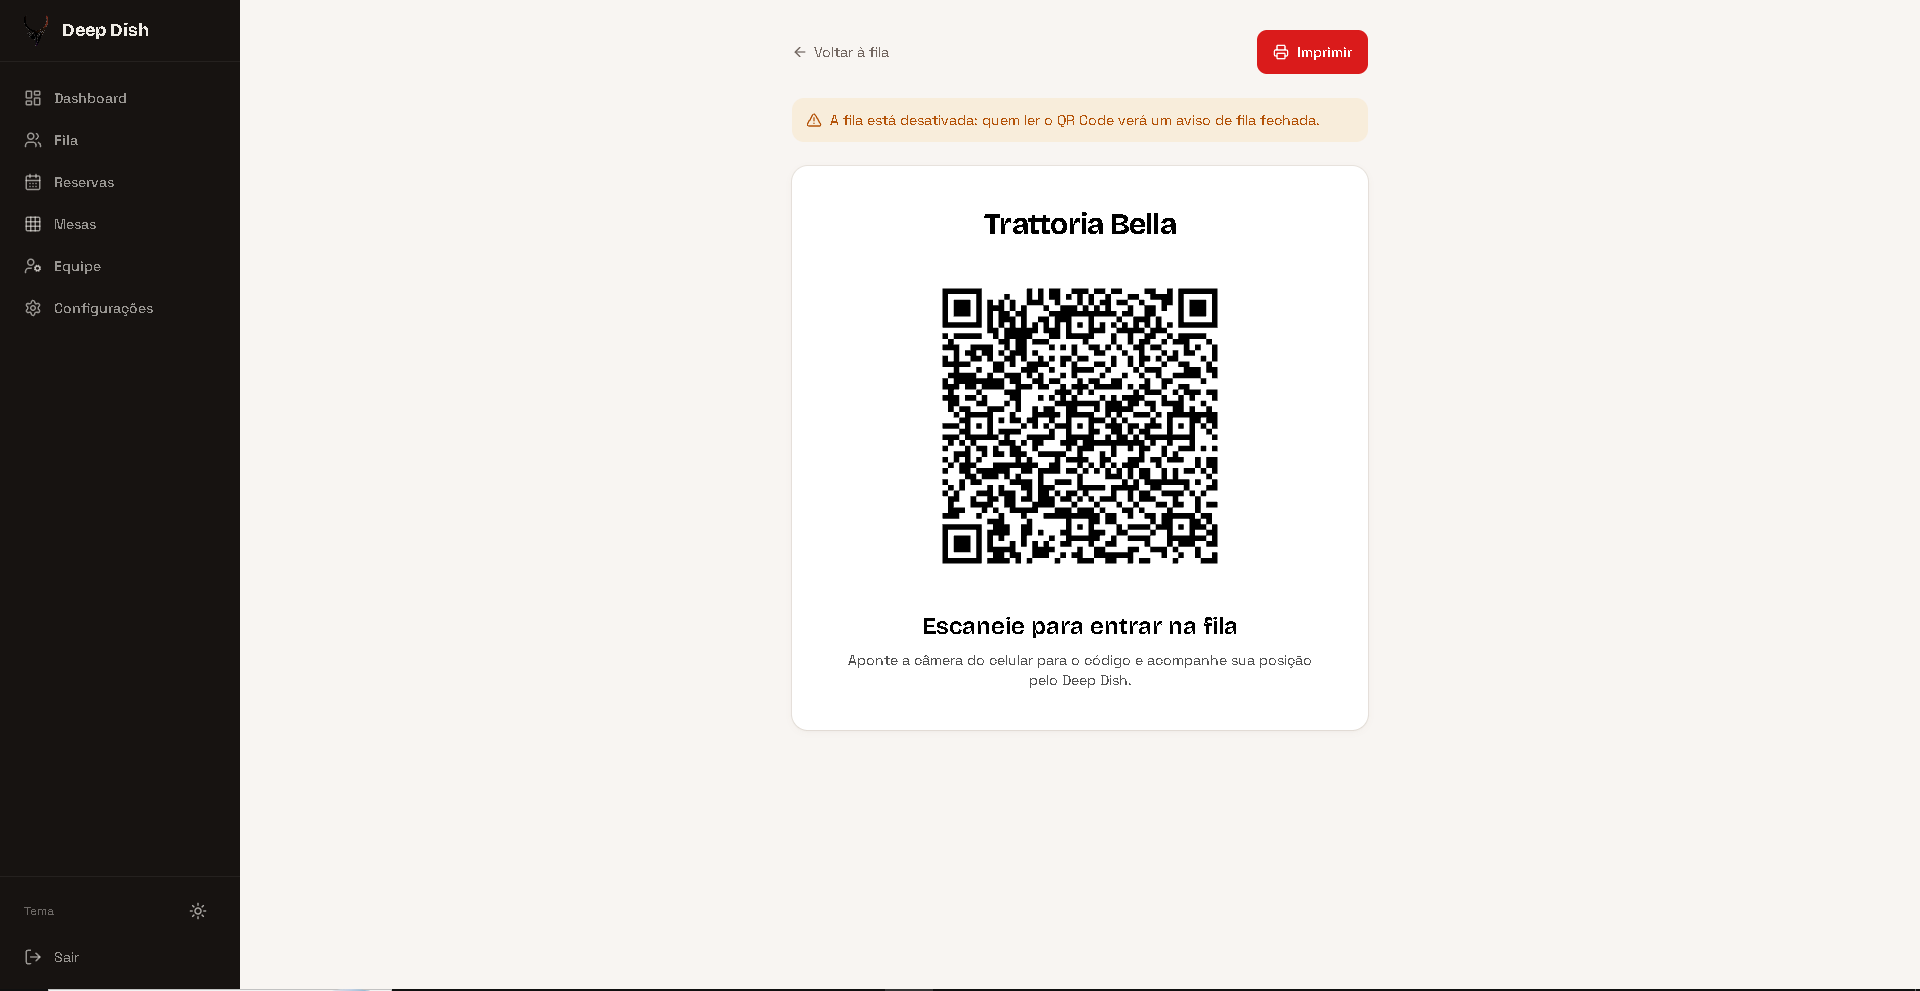 Deep Dish
Dashboard
Fila
Reservas
Mesas
Equipe
Configurações
Tema
Sair
Voltar à fila
Imprimir
A fila está desativada: quem ler o QR Code verá um aviso de fila fechada.
Trattoria Bella
Escaneie para entrar na fila
Aponte a câmera do celular para o código e acompanhe sua posição
pelo Deep Dish.